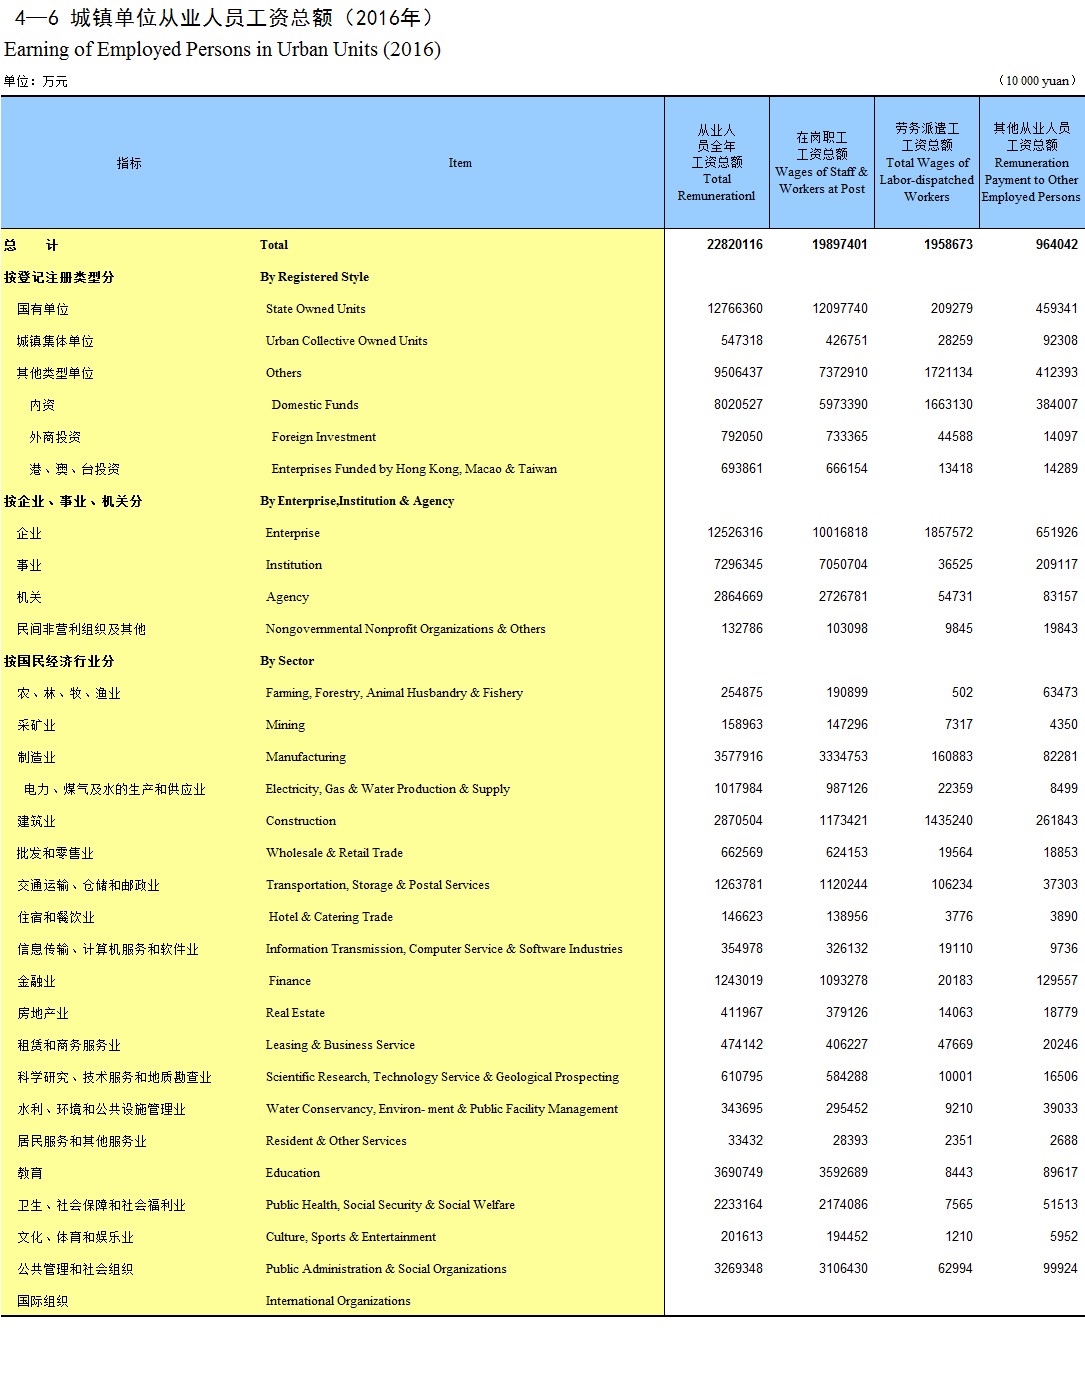 4—6 城镇单位从业人员工资总额（2016年）
Earning of Employed Persons in Urban Units (2016)
单位：万元 （10 000 yuan）
指标 Item 从业人员全年工资总额 Total Remunerationl 在岗职工工资总额 Wages of Staff & Workers at Post 劳务派遣工工资总额 Total Wages of Labor-dispatched Workers 其他从业人员工资总额 Remuneration Payment to Other Employed Persons
总 计 Total 22820116 19897401 1958673 964042
按登记注册类型分 By Registered Style
国有单位 State Owned Units 12766360 12097740 209279 459341
城镇集体单位 Urban Collective Owned Units 547318 426751 28259 92308
其他类型单位 Others 9506437 7372910 1721134 412393
内资 Domestic Funds 8020527 5973390 1663130 384007
外商投资 Foreign Investment 792050 733365 44588 14097
港、澳、台投资 Enterprises Funded by Hong Kong, Macao & Taiwan 693861 666154 13418 14289
按企业、事业、机关分 By Enterprise,Institution & Agency
企业 Enterprise 12526316 10016818 1857572 651926
事业 Institution 7296345 7050704 36525 209117
机关 Agency 2864669 2726781 54731 83157
民间非营利组织及其他 Nongovernmental Nonprofit Organizations & Others 132786 103098 9845 19843
按国民经济行业分 By Sector
农、林、牧、渔业 Farming, Forestry, Animal Husbandry & Fishery 254875 190899 502 63473
采矿业 Mining 158963 147296 7317 4350
制造业 Manufacturing 3577916 3334753 160883 82281
电力、煤气及水的生产和供应业 Electricity, Gas & Water Production & Supply 1017984 987126 22359 8499
建筑业 Construction 2870504 1173421 1435240 261843
批发和零售业 Wholesale & Retail Trade 662569 624153 19564 18853
交通运输、仓储和邮政业 Transportation, Storage & Postal Services 1263781 1120244 106234 37303
住宿和餐饮业 Hotel & Catering Trade 146623 138956 3776 3890
信息传输、计算机服务和软件业 Information Transmission, Computer Service & Software Industries 354978 326132 19110 9736
金融业 Finance 1243019 1093278 20183 129557
房地产业 Real Estate 411967 379126 14063 18779
租赁和商务服务业 Leasing & Business Service 474142 406227 47669 20246
科学研究、技术服务和地质勘查业 Scientific Research, Technology Service & Geological Prospecting 610795 584288 10001 16506
水利、环境和公共设施管理业 Water Conservancy, Environ- ment & Public Facility Management 343695 295452 9210 39033
居民服务和其他服务业 Resident & Other Services 33432 28393 2351 2688
教育 Education 3690749 3592689 8443 89617
卫生、社会保障和社会福利业 Public Health, Social Security & Social Welfare 2233164 2174086 7565 51513
文化、体育和娱乐业 Culture, Sports & Entertainment 201613 194452 1210 5952
公共管理和社会组织 Public Administration & Social Organizations 3269348 3106430 62994 99924
国际组织 International Organizations